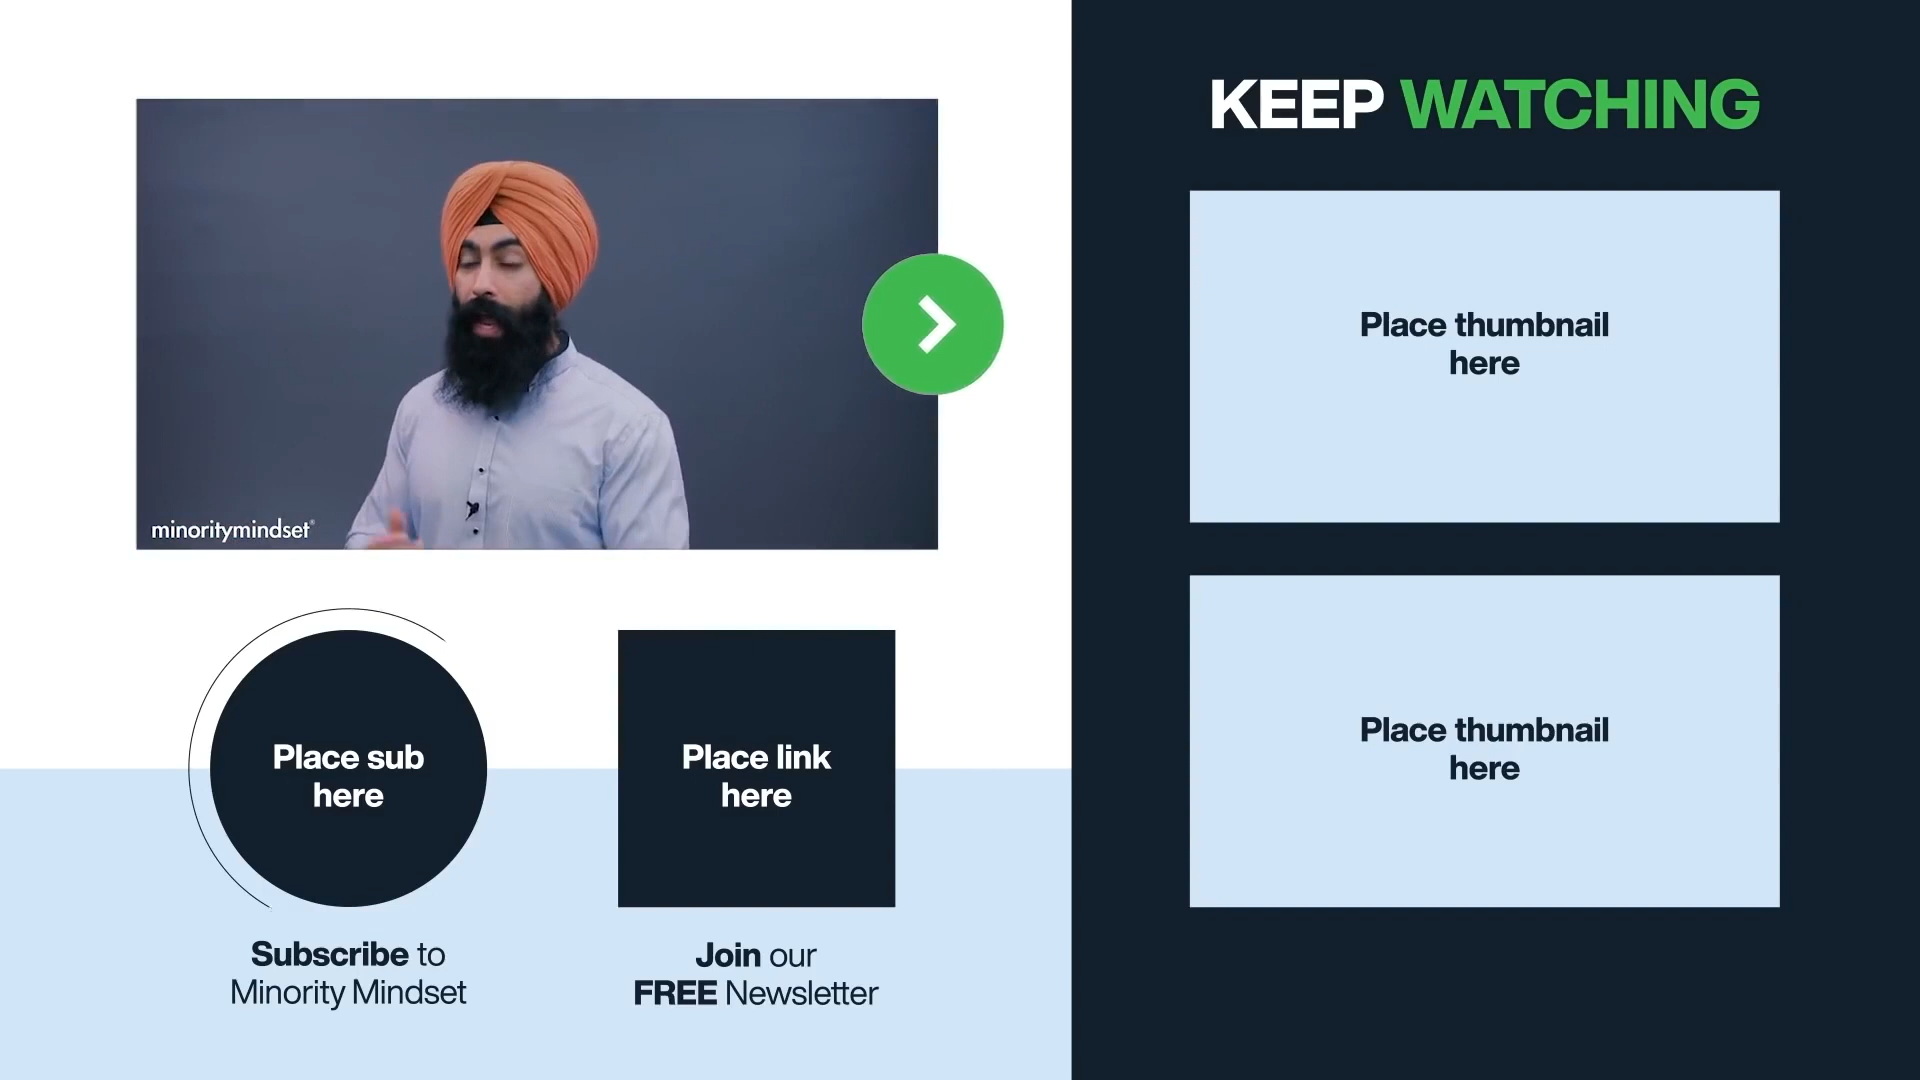 minoritymindset®
Place sub
here
Subscribe to
Minority Mindset
Place link
here
Join our
FREE Newsletter
KEEP WATCHING
Place thumbnail
here
Place thumbnail
here